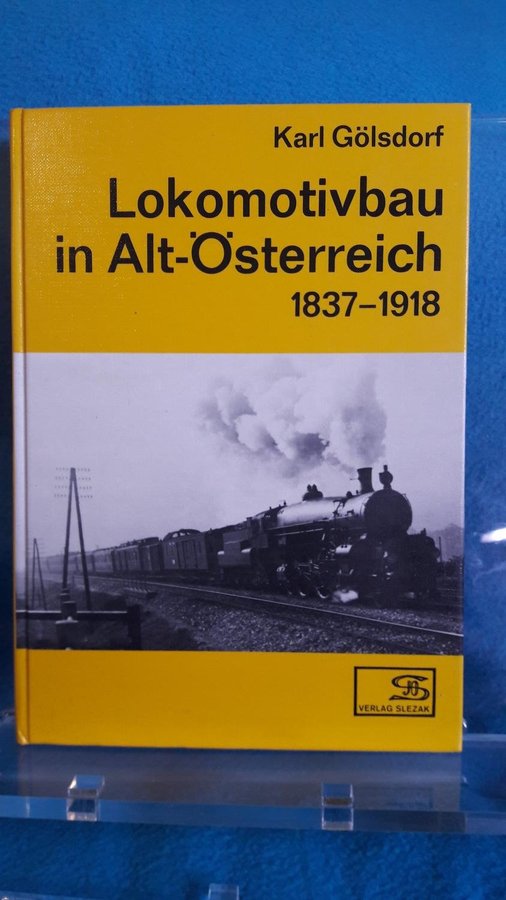 Karl Gölsdorf
Lokomotivbau
in Alt-Österreich
1837–1918
VERLAG SLEZAK